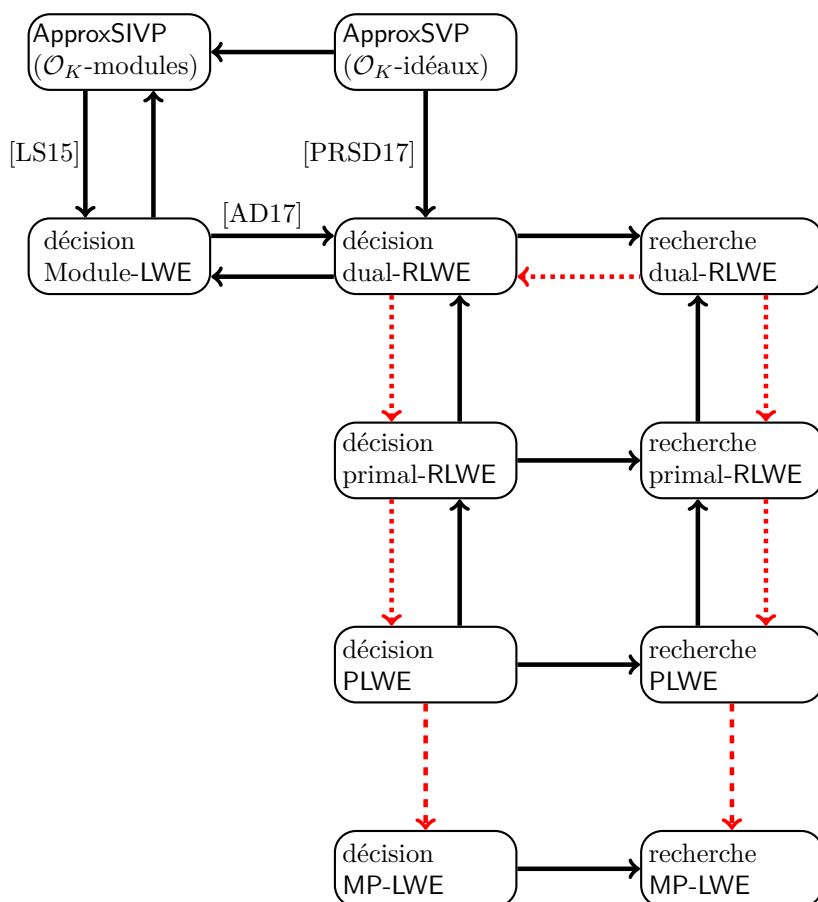 ApproxSIVP
(𝒪_K-modules)
ApproxSVP
(𝒪_K-idéaux)
[LS15]
[PRSD17]
[AD17]
décision
Module-LWE
décision
dual-RLWE
recherche
dual-RLWE
décision
primal-RLWE
recherche
primal-RLWE
décision
PLWE
recherche
PLWE
décision
MP-LWE
recherche
MP-LWE